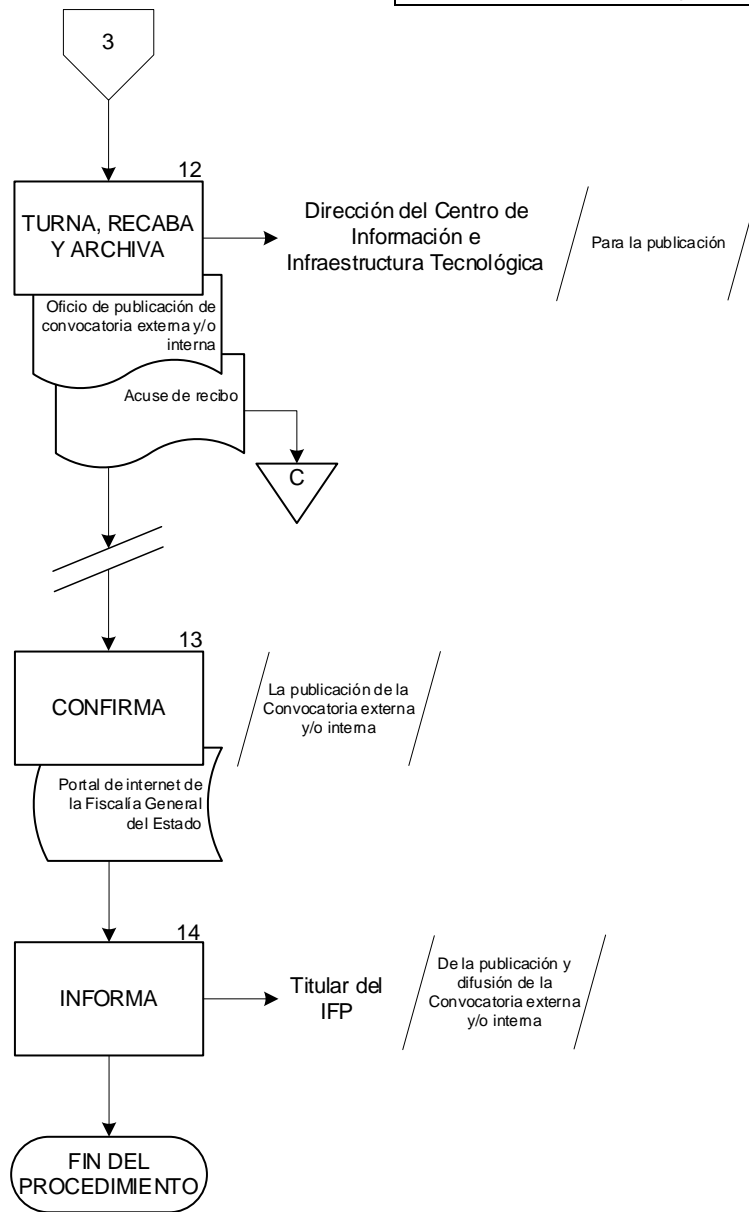 3
12
TURNA, RECABA
Y ARCHIVA
Dirección del Centro de
Información e
Infraestructura Tecnológica
Para la publicación
Oficio de publicación de
convocatoria externa y/o
interna
Acuse de recibo
C
13
CONFIRMA
La publicación de la
Convocatoria externa
y/o interna
Portal de internet de
la Fiscalía General
del Estado
14
INFORMA
Titular del
IFP
De la publicación y
difusión de la
Convocatoria externa
y/o interna
FIN DEL
PROCEDIMIENTO